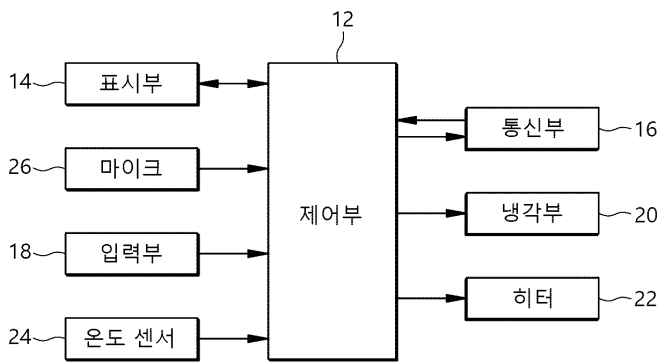 12
14 표시부
통신부 16
26 마이크
제어부
냉각부 20
18 입력부
히터 22
24 온도 센서